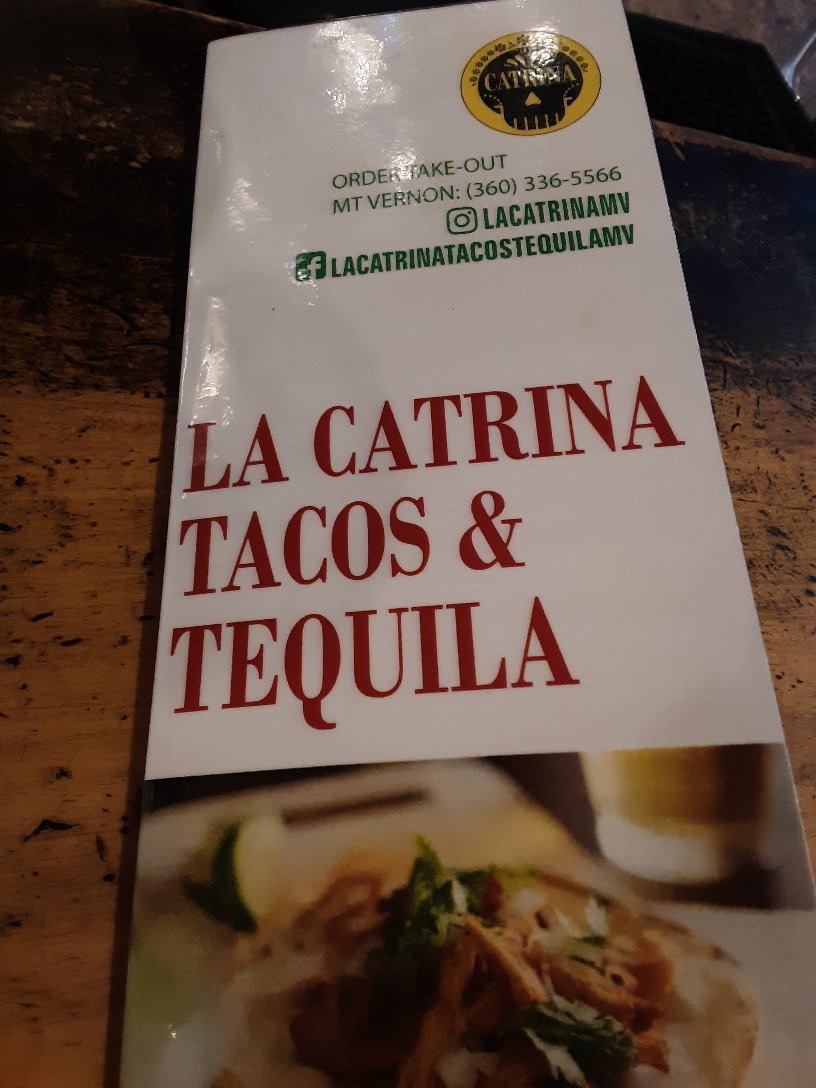 CATRINA
ORDER TAKE-OUT
MT VERNON: (360) 336-5566
LACATRINAMV
LACATRINATACOSTEQUILAMV
LA CATRINA
TACOS &
TEQUILA